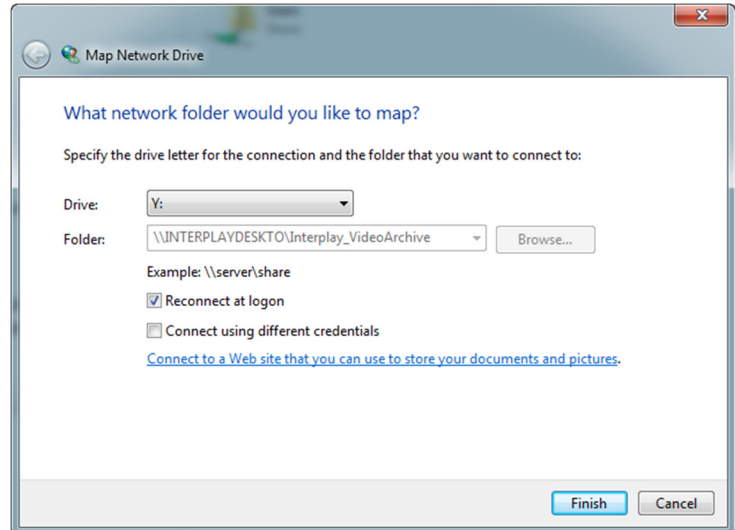 Map Network Drive
What network folder would you like to map?
Specify the drive letter for the connection and the folder that you want to connect to:
Drive: Y:
Folder: \\INTERPLAYDESKTO\Interplay_VideoArchive Browse...
Example: \\server\share
Reconnect at logon
Connect using different credentials
Connect to a Web site that you can use to store your documents and pictures.
Finish Cancel